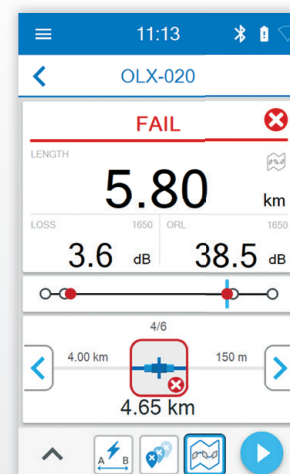 11:13
OLX-020
FAIL
LENGTH
5.80 km
LOSS 1650 ORL 1650
3.6 dB 38.5 dB
4/6
4.00 km 150 m
4.65 km
A B